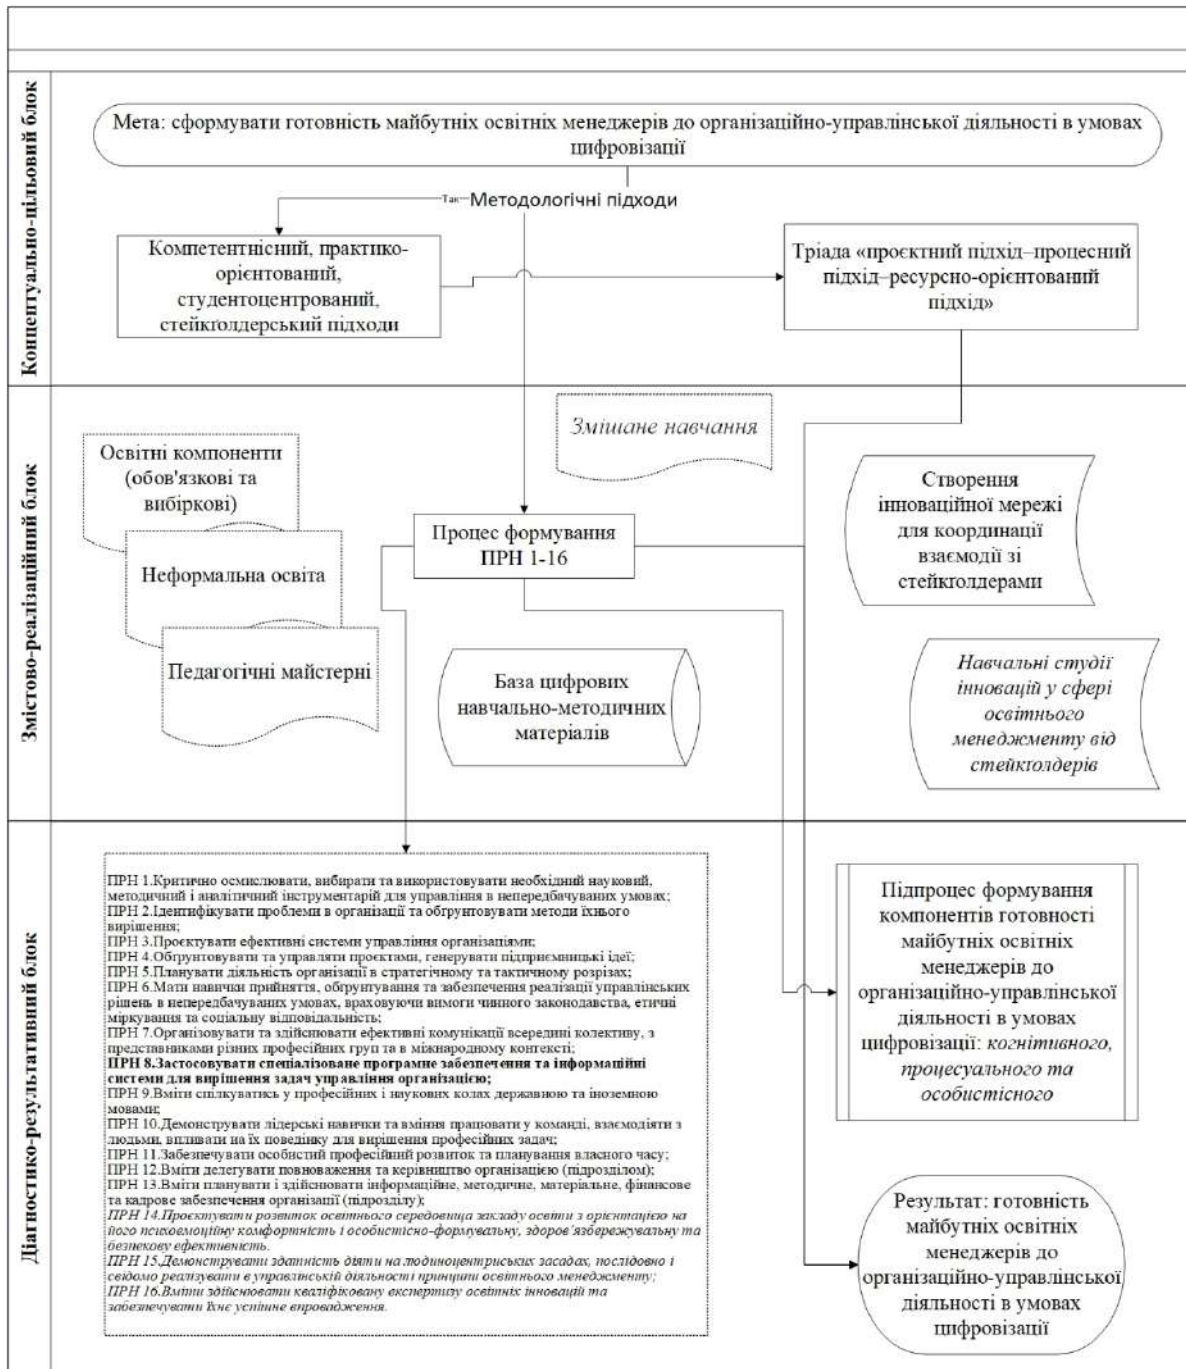 Концептуально-цільовий блок
Мета: сформувати готовність майбутніх освітніх менеджерів до організаційно-управлінської діяльності в умовах
цифровізації
Так
Методологічні підходи
Компетентнісний, практико-
орієнтований,
студентоцентрований,
стейкґолдерський підходи
Тріада «проєктний підхід–процесний
підхід–ресурсно-орієнтований
підхід»
Змістово-реалізаційний блок
Змішане навчання
Освітні компоненти
(обов'язкові та
вибіркові)
Неформальна освіта
Педагогічні майстерні
Процес формування
ПРН 1-16
База цифрових
навчально-методичних
матеріалів
Створення
інноваційної мережі
для координації
взаємодії зі
стейкґолдерами
Навчальні студії
інновацій у сфері
освітнього
менеджменту від
стейкґолдерів
Діагностико-результативний блок
ПРН 1.Критично осмислювати, вибирати та використовувати необхідний науковий,
методичний і аналітичний інструментарій для управління в непередбачуваних умовах;
ПРН 2.Ідентифікувати проблеми в організації та обґрунтовувати методи їхнього
вирішення;
ПРН 3.Проєктувати ефективні системи управління організаціями;
ПРН 4.Обґрунтовувати та управляти проєктами, генерувати підприємницькі ідеї;
ПРН 5.Планувати діяльність організації в стратегічному та тактичному розрізах;
ПРН 6.Мати навички прийняття, обґрунтування та забезпечення реалізації управлінських
рішень в непередбачуваних умовах, враховуючи вимоги чинного законодавства, етичні
міркування та соціальну відповідальність;
ПРН 7.Організовувати та здійснювати ефективні комунікації всередині колективу, з
представниками різних професійних груп та в міжнародному контексті;
ПРН 8.Застосовувати спеціалізоване програмне забезпечення та інформаційні
системи для вирішення задач управління організацією;
ПРН 9.Вміти спілкуватись у професійних і наукових колах державною та іноземною
мовами;
ПРН 10.Демонструвати лідерські навички та вміння працювати у команді, взаємодіяти з
людьми, впливати на їх поведінку для вирішення професійних задач;
ПРН 11.Забезпечувати особистий професійний розвиток та планування власного часу;
ПРН 12.Вміти делегувати повноваження та керівництво організацією (підрозділом);
ПРН 13.Вміти планувати і здійснювати інформаційне, методичне, матеріальне, фінансове
та кадрове забезпечення організації (підрозділу);
ПРН 14.Проєктувати розвиток освітнього середовища закладу освіти з орієнтацією на
його психоемоційну комфортність і особистісно-формувальну, здоров'язбережувальну та
безпекову ефективність.
ПРН 15.Демонструвати здатність діяти на людиноцентриських засадах, послідовно і
свідомо реалізувати в управлінській діяльності принципи освітнього менеджменту;
ПРН 16.Вміти здійснювати кваліфіковану експертизу освітніх інновацій та
забезпечувати їхнє успішне впровадження.
Підпроцес формування
компонентів готовності
майбутніх освітніх
менеджерів до
організаційно-управлінської
діяльності в умовах
цифровізації: когнітивного,
процесуального та
особистісного
Результат: готовність
майбутніх освітніх
менеджерів до
організаційно-управлінської
діяльності в умовах
цифровізації